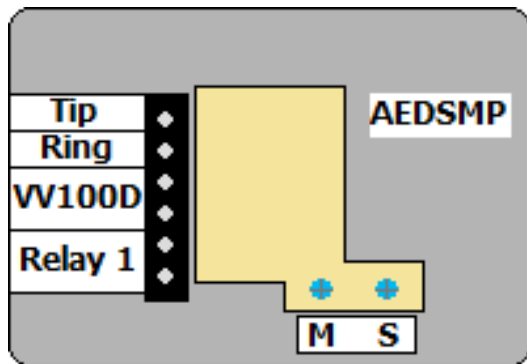 Tip
AEDSMP
Ring
VV100D
Relay 1
M S